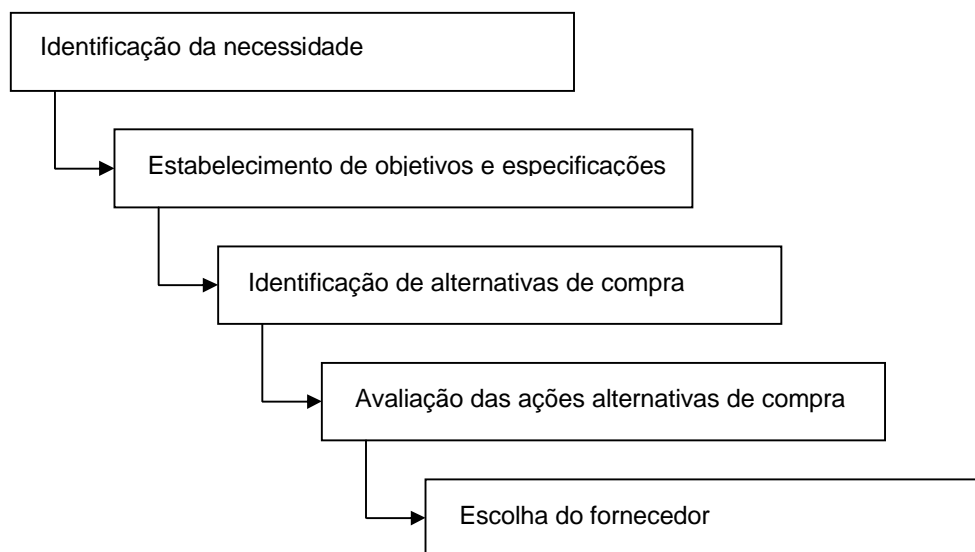 Identificação da necessidade
Estabelecimento de objetivos e especificações
Identificação de alternativas de compra
Avaliação das ações alternativas de compra
Escolha do fornecedor